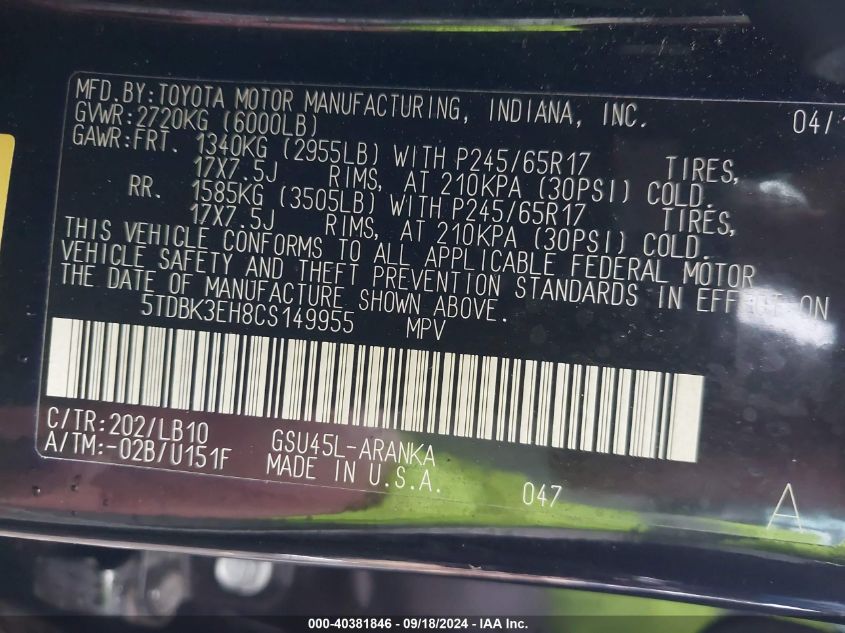 MFD.BY:TOYOTA MOTOR MANUFACTURING, INDIANA, INC. 04/1
GVWR:2720KG (6000LB)
GAWR:FRT. 1340KG (2955LB) WITH P245/65R17 TIRES,
17X7.5J RIMS, AT 210KPA (30PSI) COLD.
RR. 1585KG (3505LB) WITH P245/65R17 TIRES,
17X7.5J RIMS, AT 210KPA (30PSI) COLD.
THIS VEHICLE CONFORMS TO ALL APPLICABLE FEDERAL MOTOR
VEHICLE SAFETY AND THEFT PREVENTION STANDARDS IN EFFECT ON
THE DATE OF MANUFACTURE SHOWN ABOVE.
5TDBK3EH8CS149955 MPV
C/TR:202/LB10 GSU45L-ARANKA
A/TM:-02B/U151F MADE IN U.S.A.
047 A
000-40381846 - 09/18/2024 - IAA Inc.